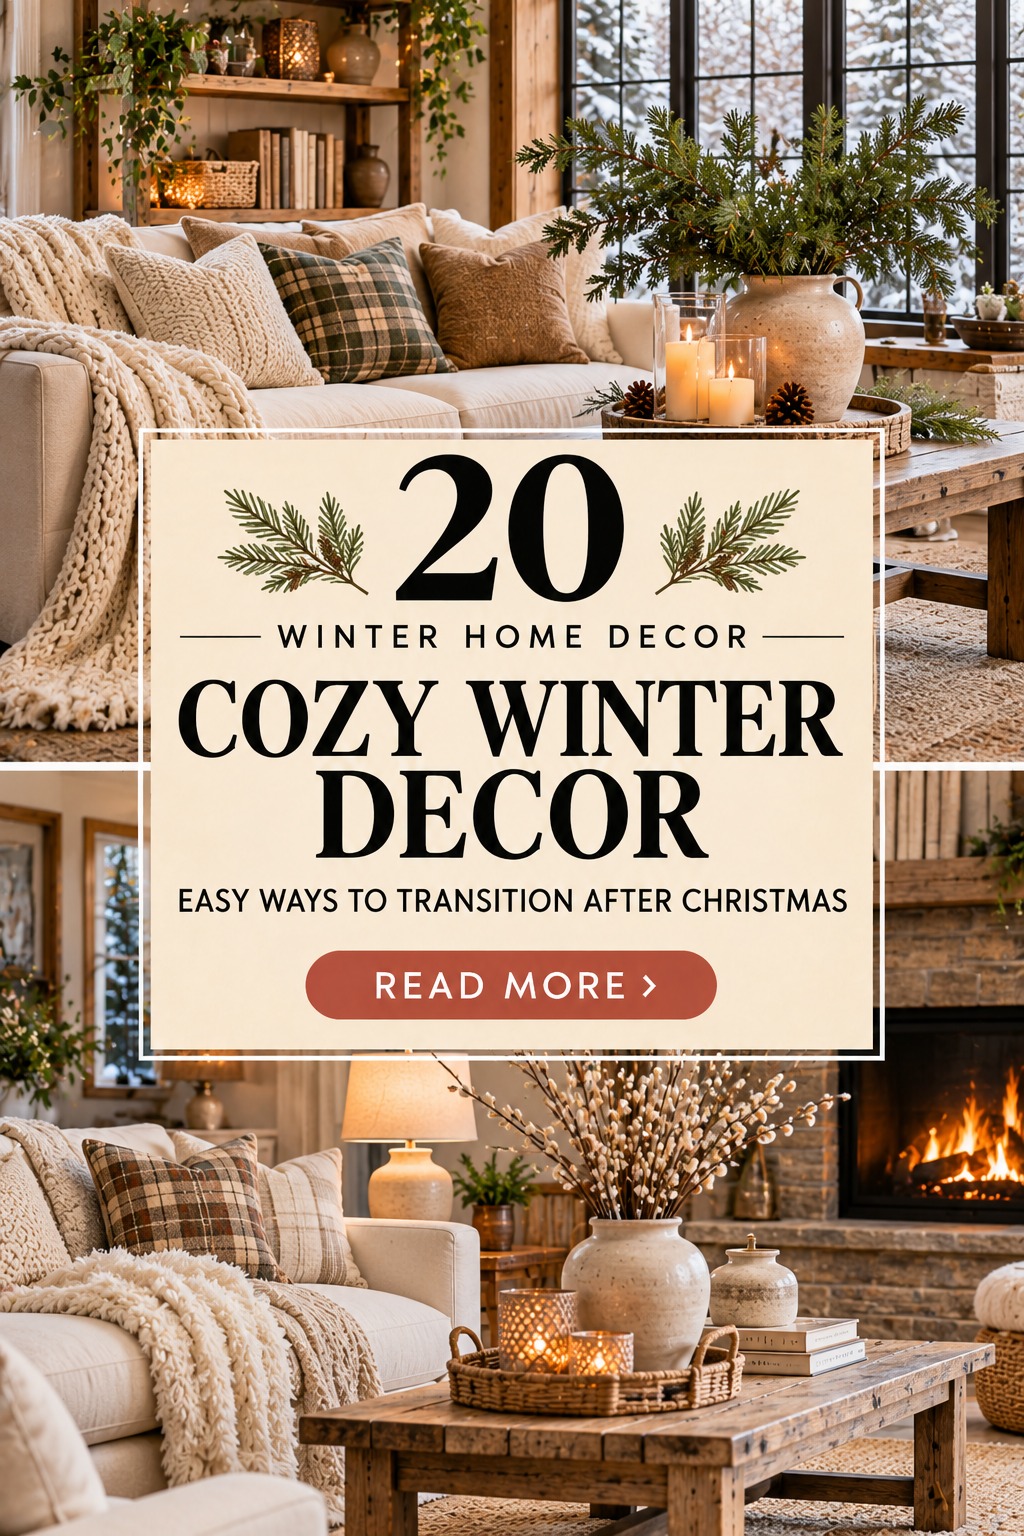 20
WINTER HOME DECOR
COZY WINTER
DECOR
EASY WAYS TO TRANSITION AFTER CHRISTMAS
READ MORE >